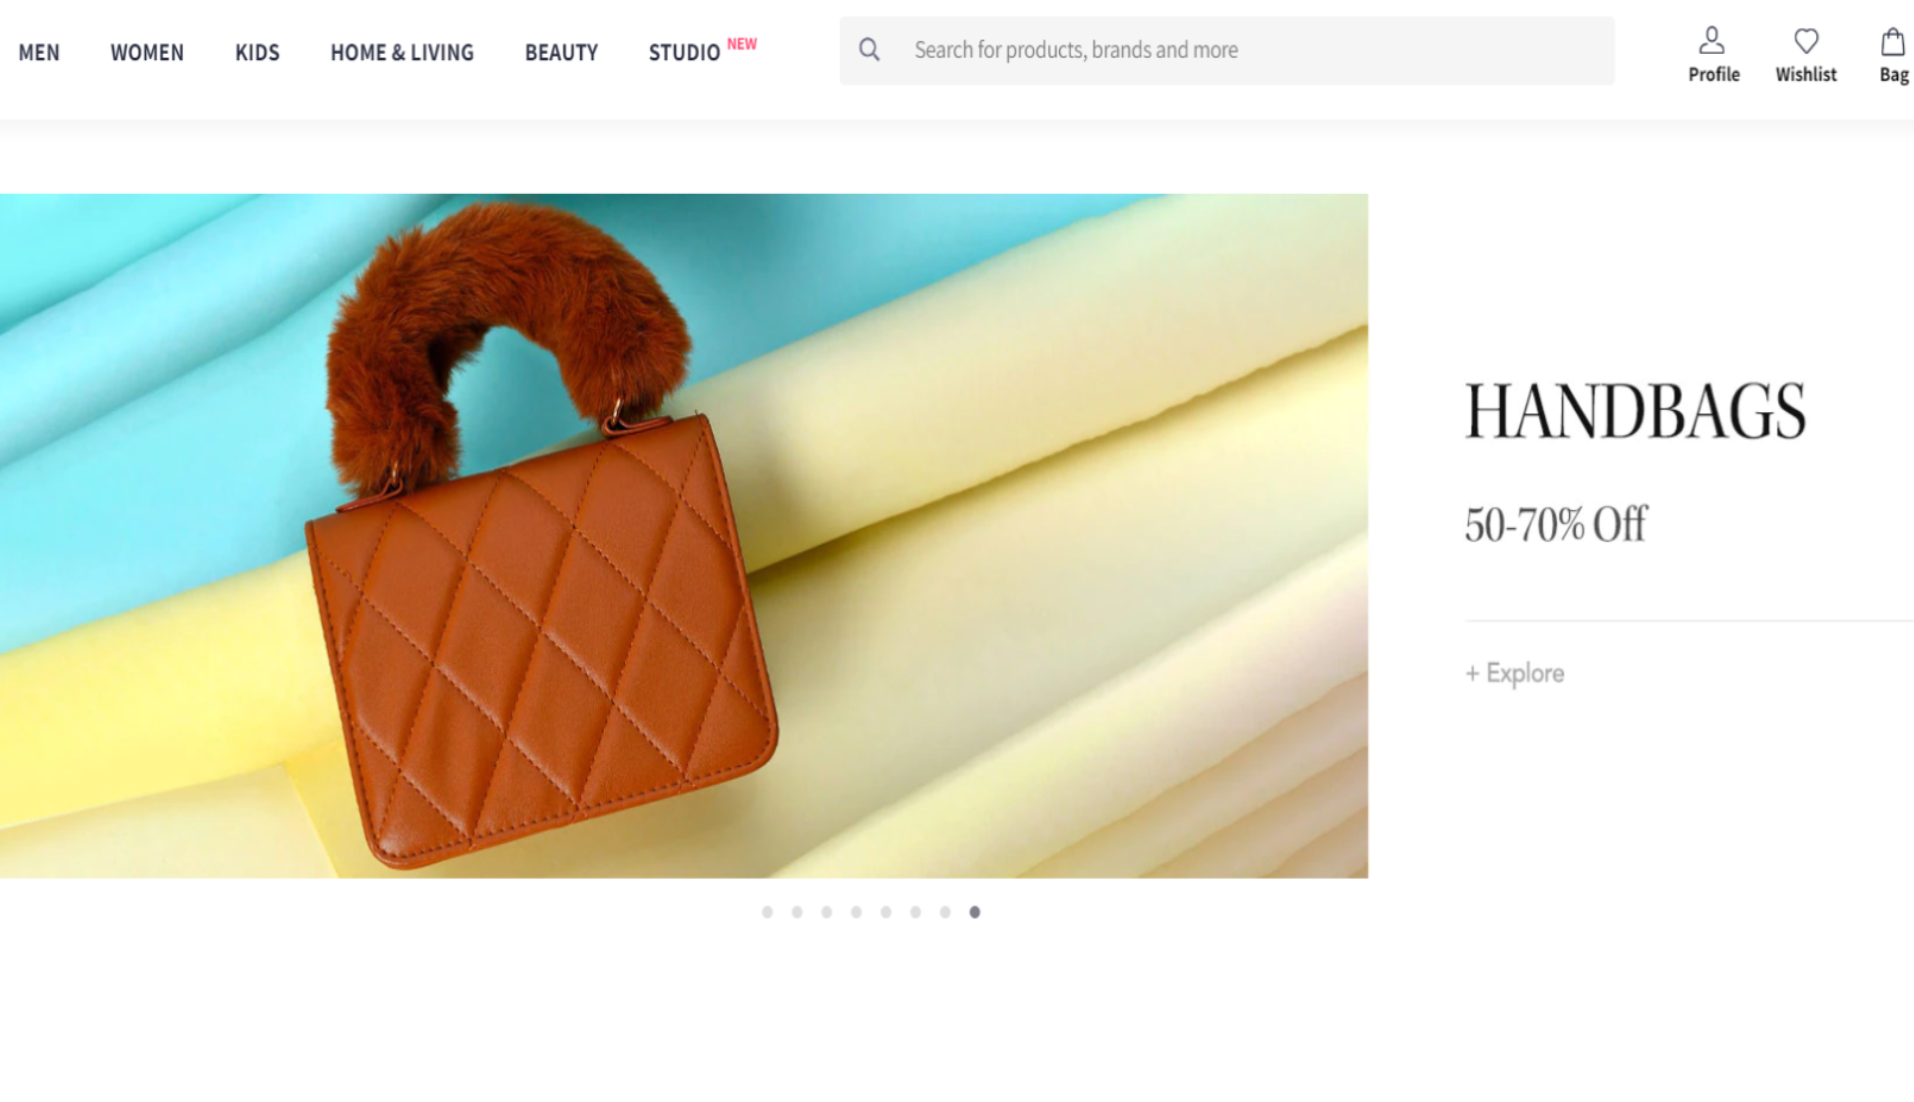 MEN WOMEN KIDS HOME & LIVING BEAUTY STUDIO NEW Search for products, brands and more
Profile Wishlist Bag
HANDBAGS
50-70% Off
+ Explore